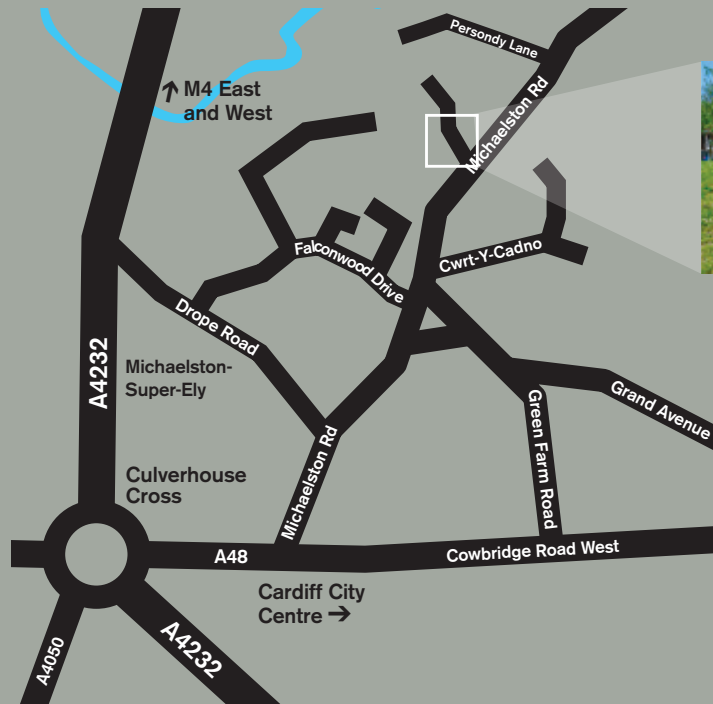 Persondy Lane
M4 East
and West
Michaelston Rd
Falconwood Drive
Cwrt-Y-Cadno
Drope Road
A4232
Michaelston-
Super-Ely
Grand Avenue
Green Farm Road
Michaelston Rd
Culverhouse
Cross
A48
Cowbridge Road West
Cardiff City
Centre
A4050
A4232